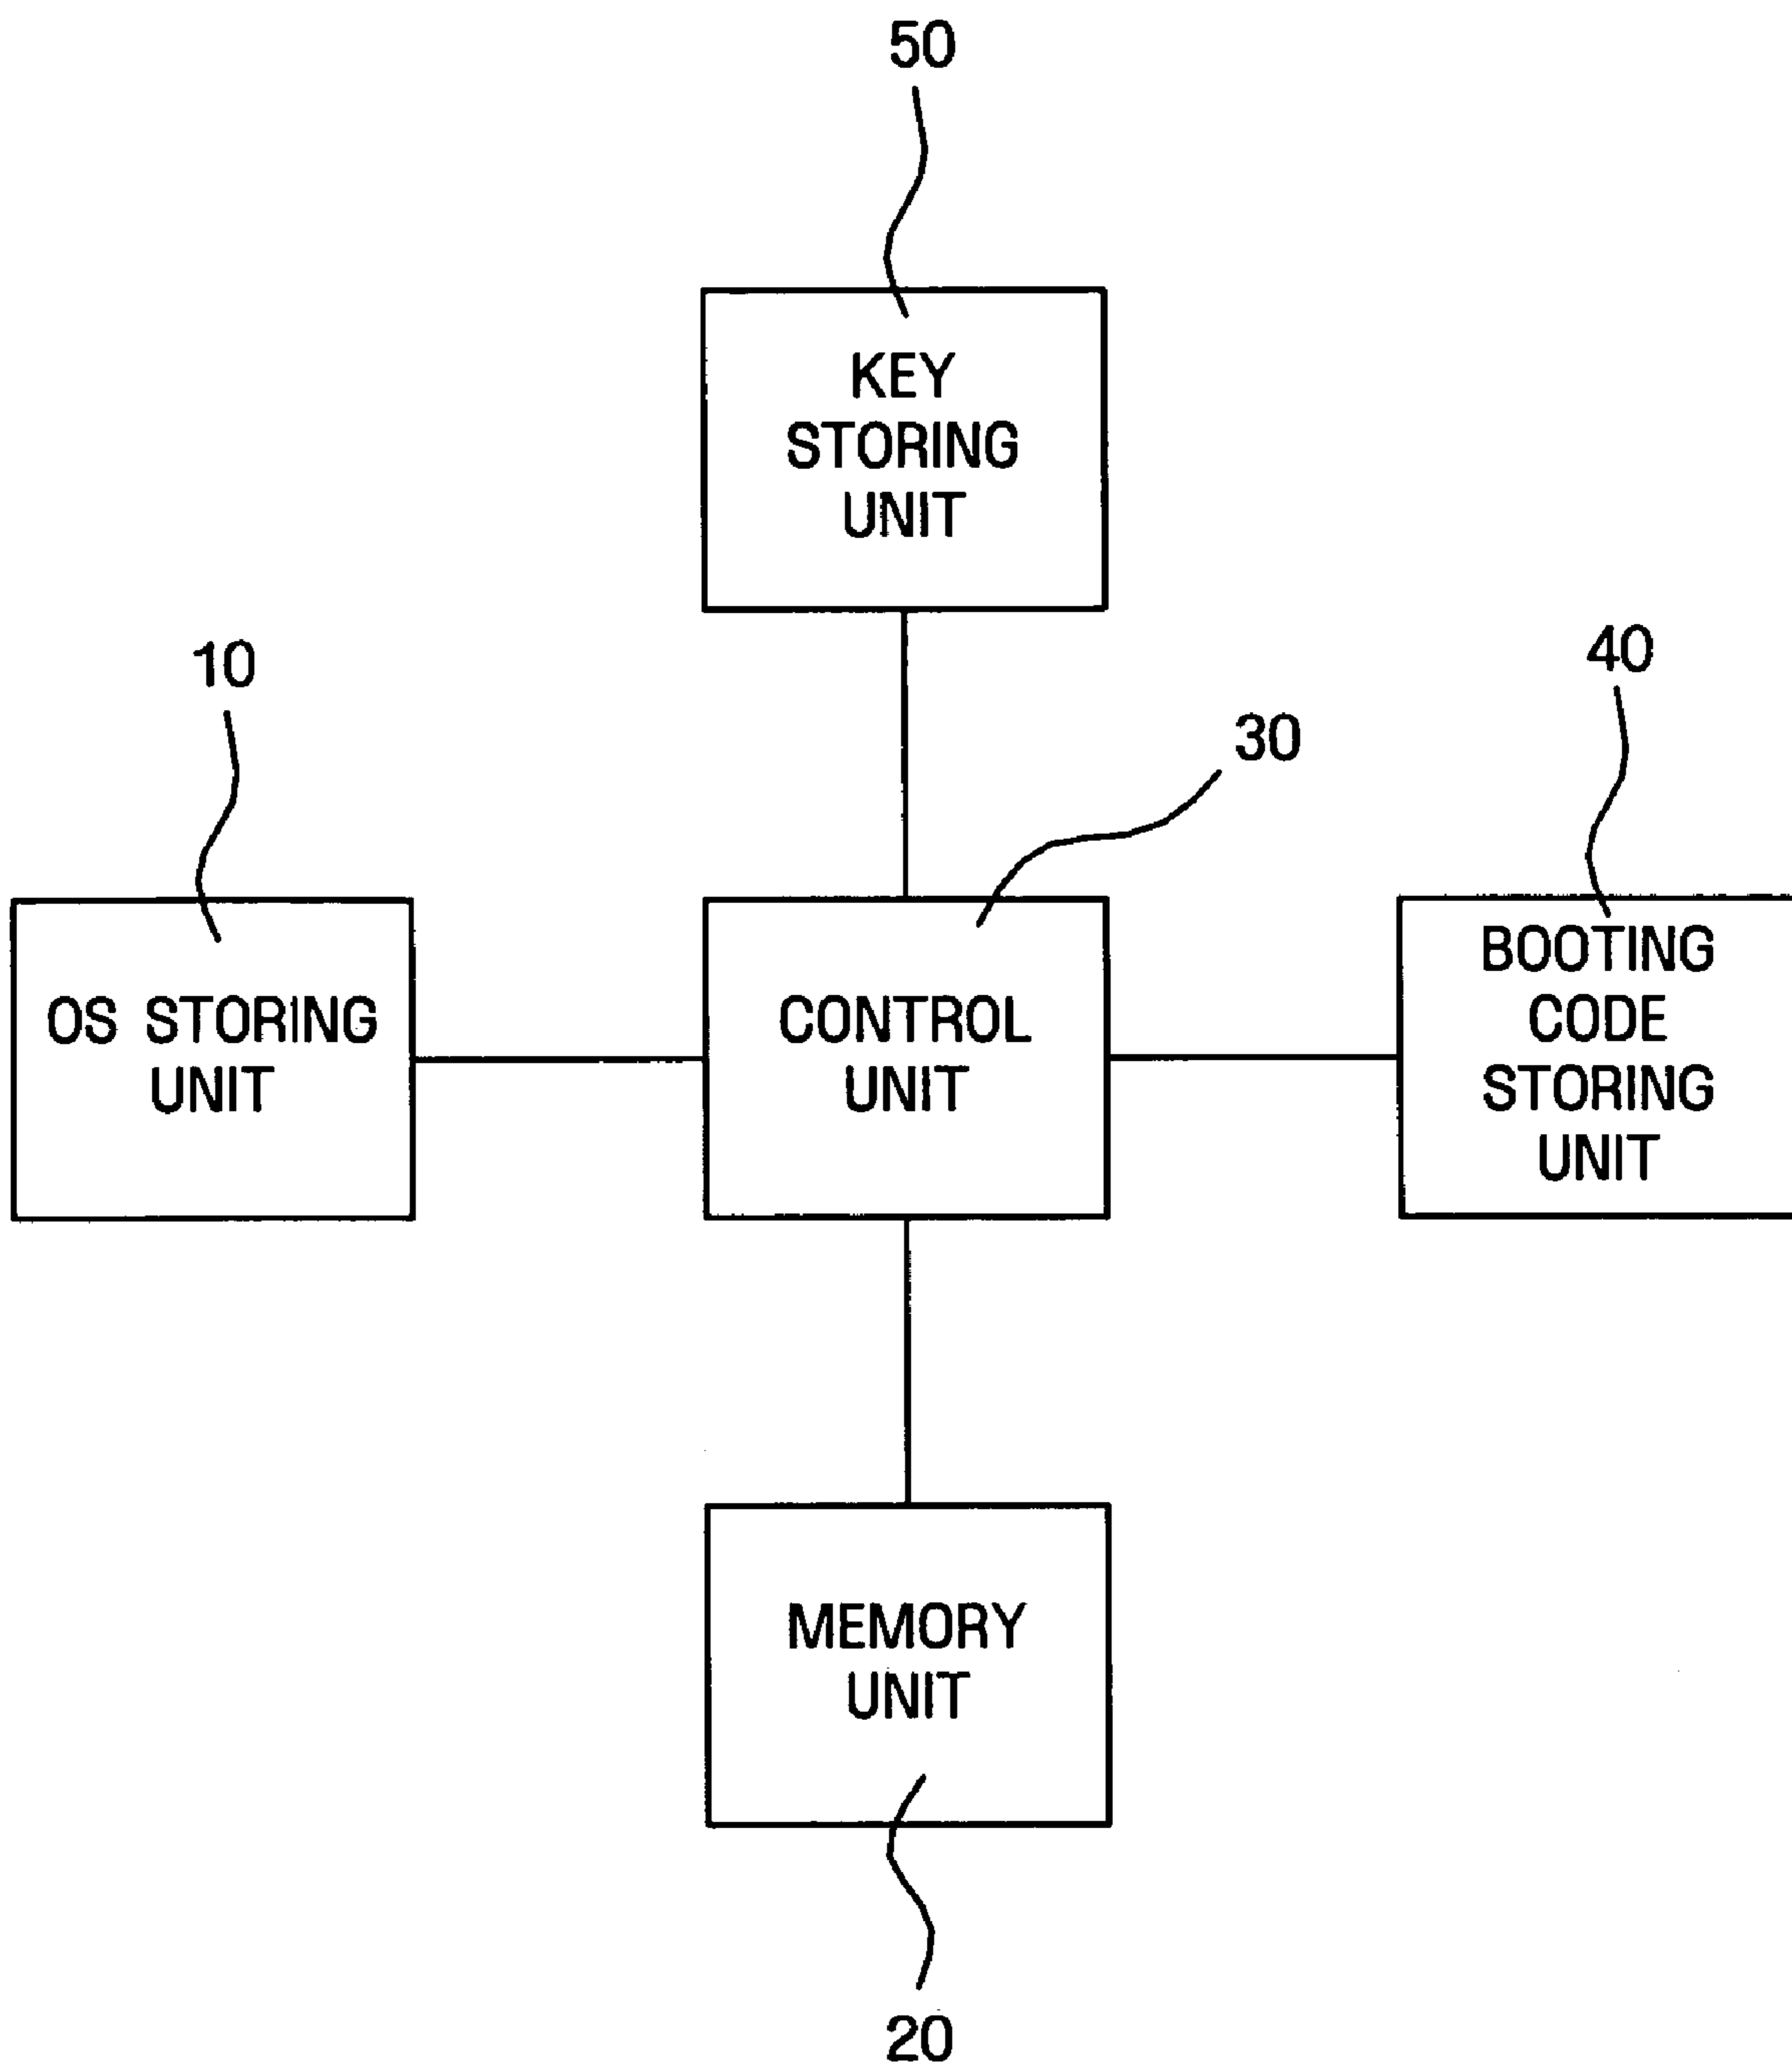 50
KEY
STORING
UNIT
10
40
30
OS STORING
UNIT
CONTROL
UNIT
BOOTING
CODE
STORING
UNIT
MEMORY
UNIT
20